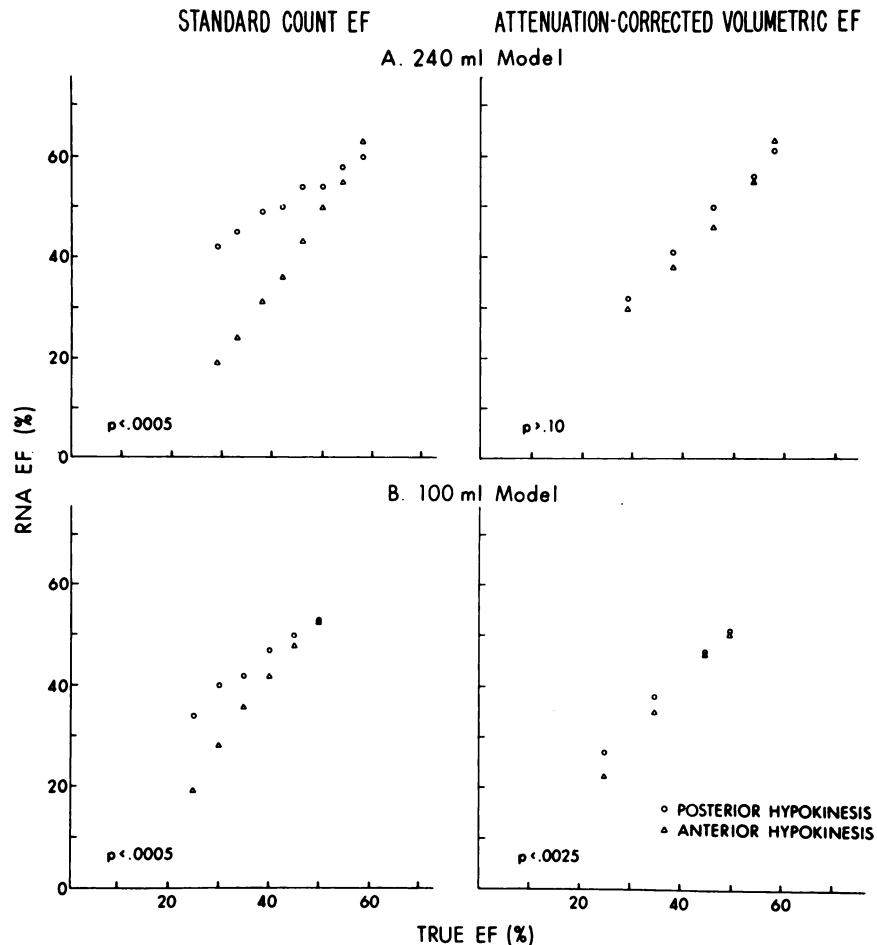 STANDARD COUNT EF
ATTENUATION-CORRECTED VOLUMETRIC EF
A. 240 ml Model
60
40
20
0
p<.0005
p>.10
RNA EF (%)
B. 100 ml Model
60
40
20
0
p<.0005
p<.0025
○ POSTERIOR HYPOKINESIS
△ ANTERIOR HYPOKINESIS
20 40 60
20 40 60
TRUE EF (%)